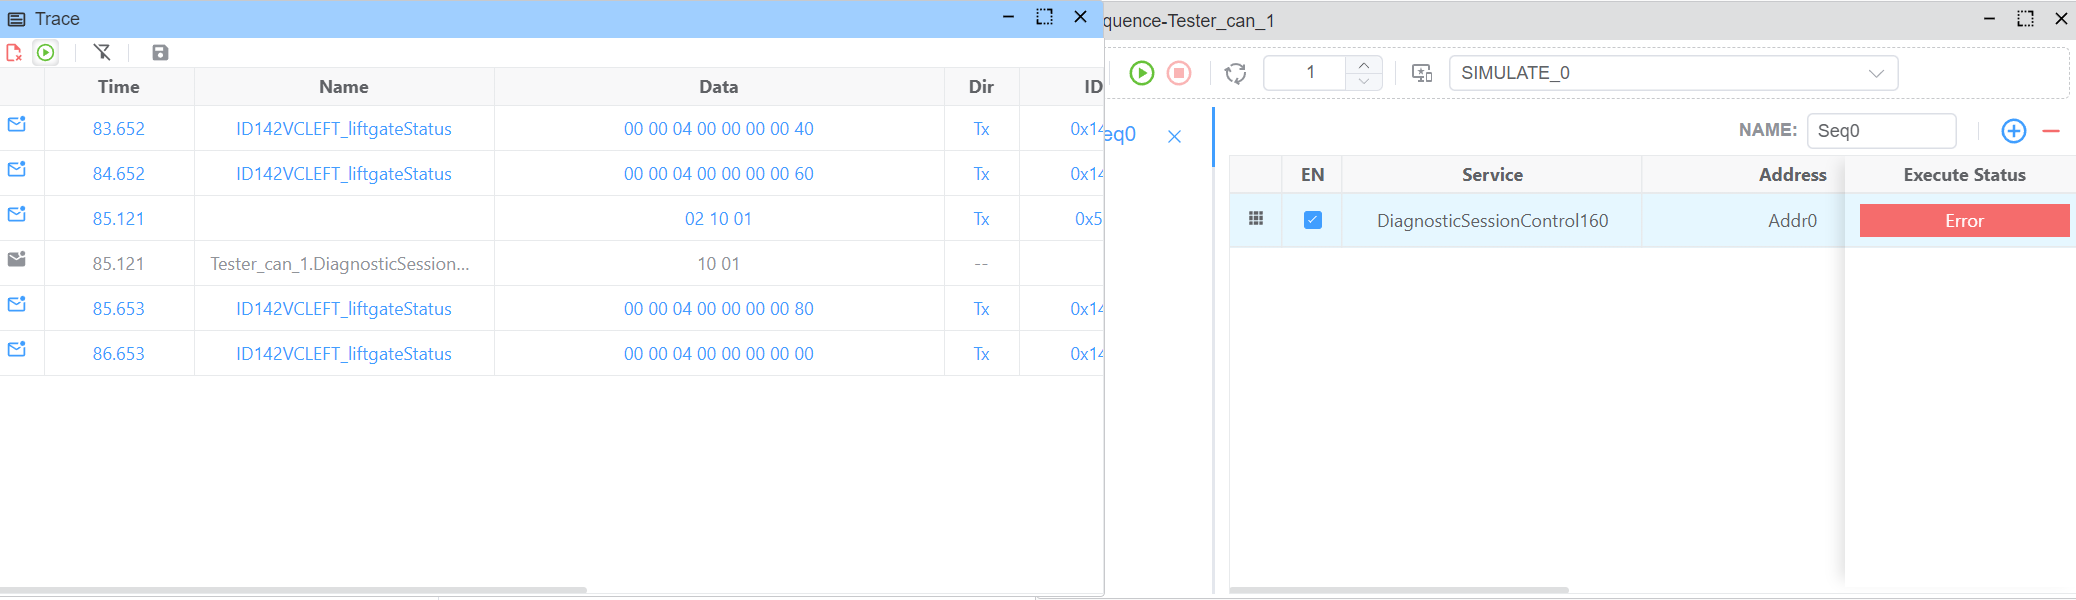 Trace
Time Name Data Dir ID
83.652 ID142VCLEFT_liftgateStatus 00 00 04 00 00 00 00 40 Tx 0x14
84.652 ID142VCLEFT_liftgateStatus 00 00 04 00 00 00 00 60 Tx 0x14
85.121 02 10 01 Tx 0x5
85.121 Tester_can_1.DiagnosticSession... 10 01 --
85.653 ID142VCLEFT_liftgateStatus 00 00 04 00 00 00 00 80 Tx 0x14
86.653 ID142VCLEFT_liftgateStatus 00 00 04 00 00 00 00 00 Tx 0x14
quence-Tester_can_1
1 SIMULATE_0
eq0
NAME: Seq0
EN Service Address Execute Status
DiagnosticSessionControl160 Addr0 Error